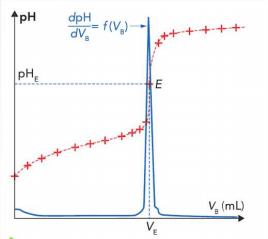 pH
dpH
dV_B
= f(V_B)
pH_E
E
V_B (mL)
V_E